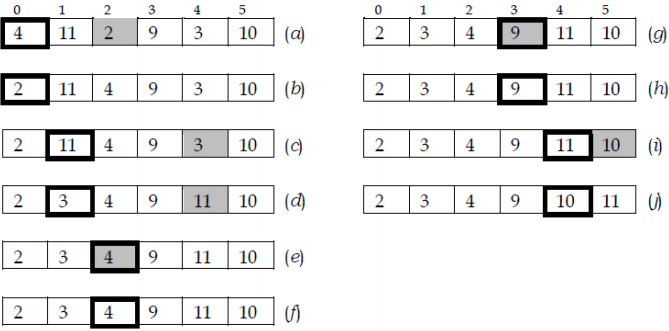 0 1 2 3 4 5
4 11 2 9 3 10 (a)
2 11 4 9 3 10 (b)
2 11 4 9 3 10 (c)
2 3 4 9 11 10 (d)
2 3 4 9 11 10 (e)
2 3 4 9 11 10 (f)
0 1 2 3 4 5
2 3 4 9 11 10 (g)
2 3 4 9 11 10 (h)
2 3 4 9 11 10 (i)
2 3 4 9 10 11 (j)